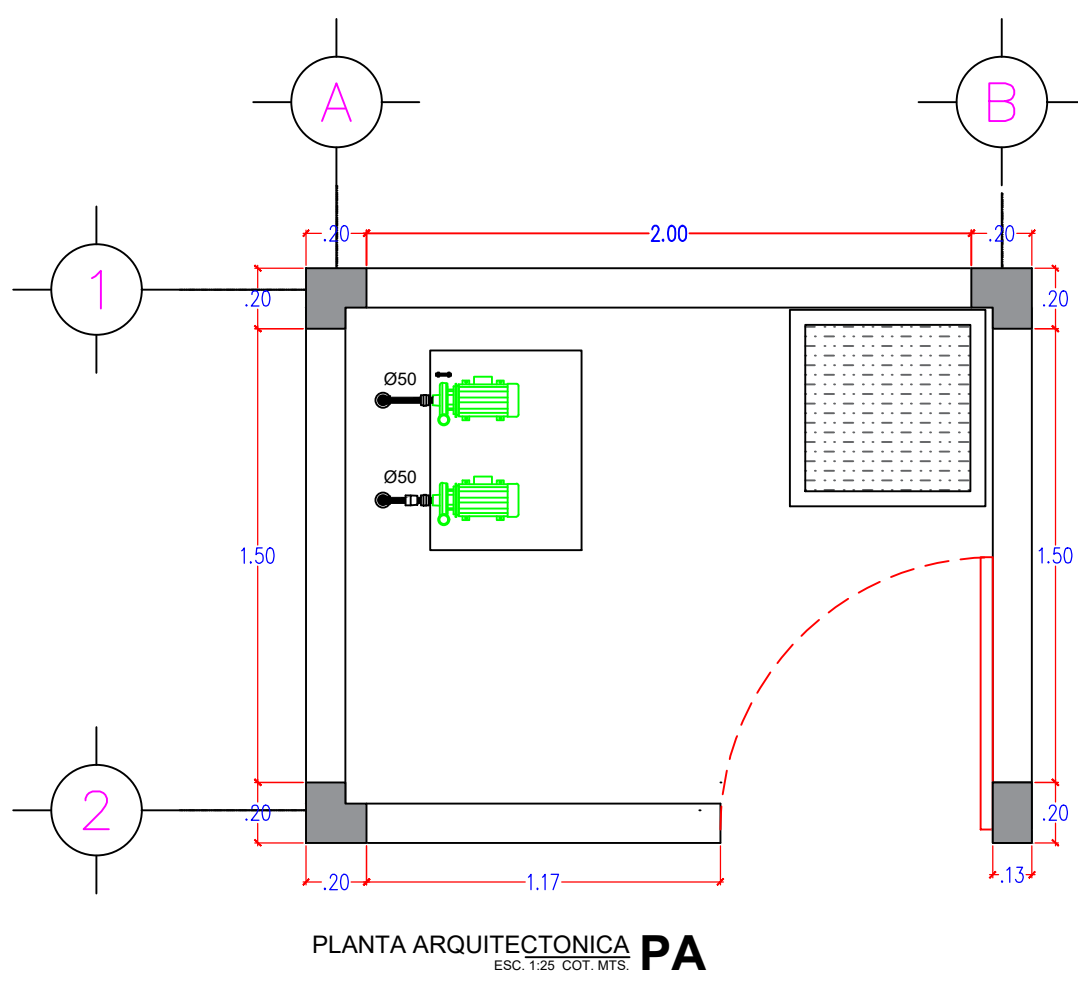 A
B
.20
2.00
.20
1
.20
.20
Ø50
Ø50
1.50
1.50
2
.20
.20
.20
1.17
.13
PLANTA ARQUITECTONICA PA
ESC. 1:25 COT. MTS.